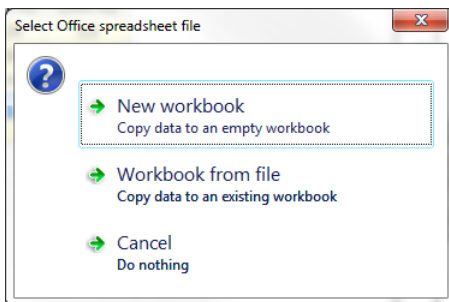 Select Office spreadsheet file
New workbook
Copy data to an empty workbook
Workbook from file
Copy data to an existing workbook
Cancel
Do nothing